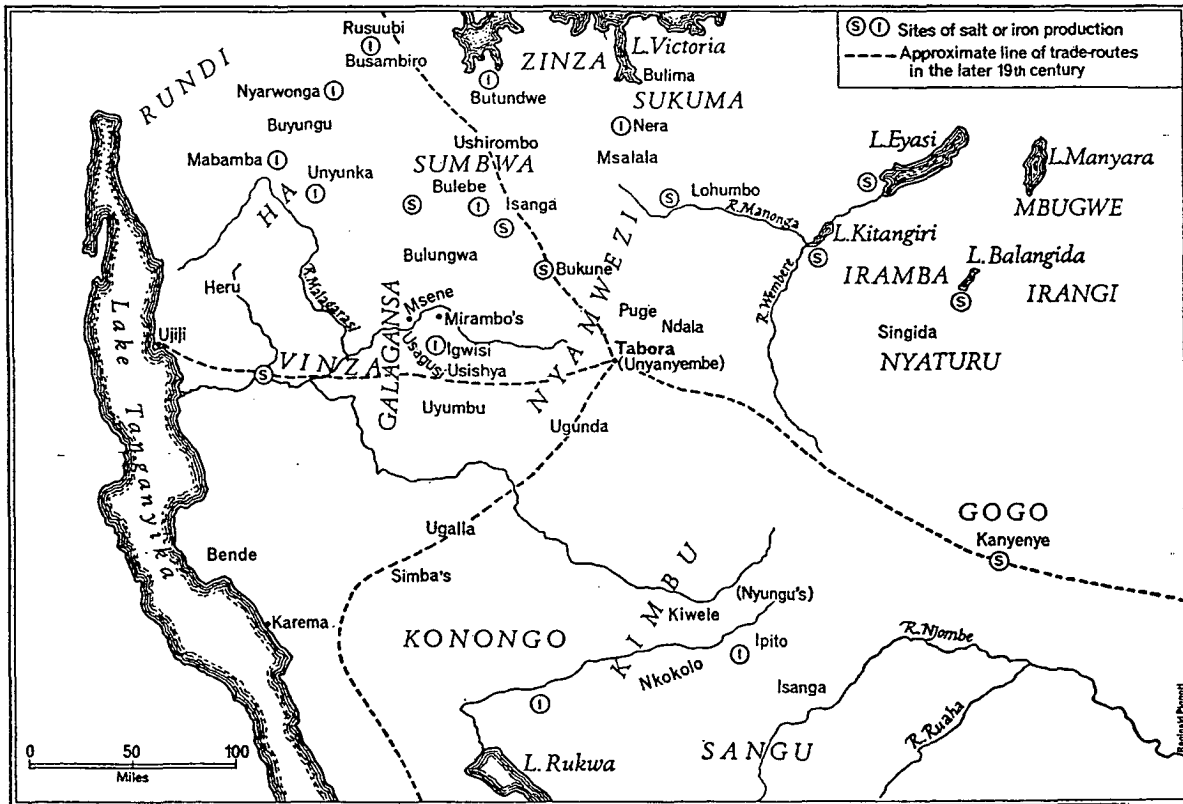 Ⓢ Ⓘ Sites of salt or iron production
Approximate line of trade-routes
in the later 19th century
Rusuubi
Ⓘ
Busambiro
ZINZA
L.Victoria
Bulima
RUNDI
Nyarwonga Ⓘ
Ⓘ
Butundwe
SUKUMA
Buyungu
Ⓘ Nera
Ushirombo
L.Eyasi
Mabamba Ⓘ
SUMBWA
Msalala
L.Manyara
Unyunka
Ⓘ
Bulebe
Ⓢ
Ⓘ
Isanga
Ⓢ
Ⓢ
Lohumbo
R.Manonga
Ⓢ
MBUGWE
HA
L.Kitangiri
Ⓢ
Bulungwa
Ⓢ Bukune
IRAMBA
L.Balangida
Ⓢ
IRANGI
Heru
R.Malagarasi
Msene
Mirambo's
NYAMWEZI
Puge
Ndala
R.Wembere
Singida
NYATURU
Ujiji
Ⓢ
VINZA
GALAGANSA
Usagusi
Ⓘ
Igwisi
Usishya
Tabora
(Unyanyembe)
Uyumbu
Ugunda
Lake Tanganyika
GOGO
Kanyenye
Ⓢ
Ugalla
Bende
Simba's
KIMBU
(Nyungu's)
Kiwele
Karema
KONONGO
Ipito
Ⓘ
Nkokolo
R.Njombe
Isanga
Ⓘ
R.Ruaha
SANGU
L.Rukwa
0 50 100
Miles